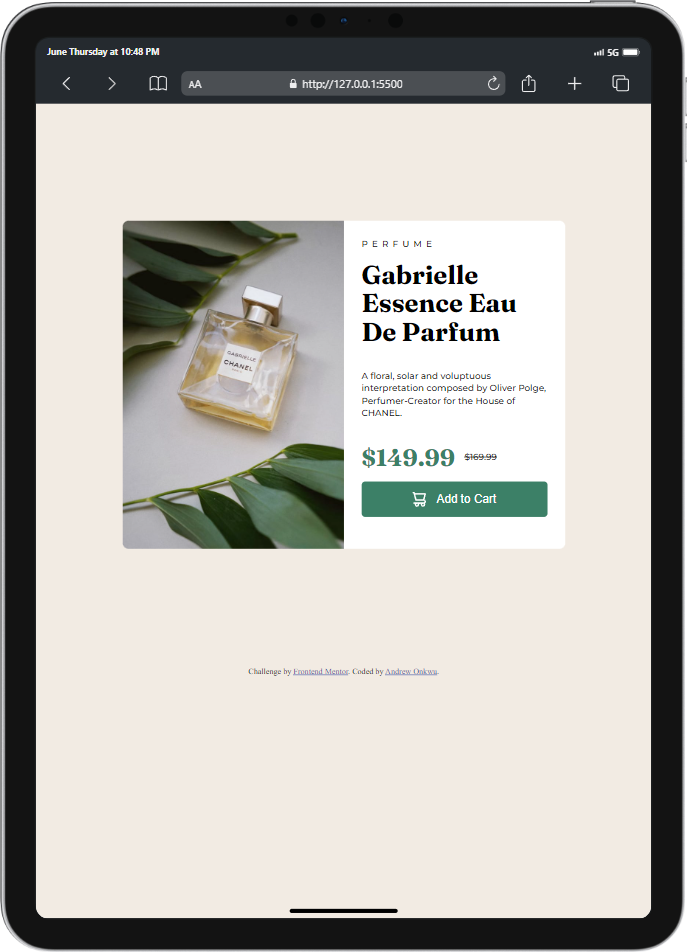 June Thursday at 10:48 PM
5G
AA
http://127.0.0.1:5500
PERFUME
Gabrielle
Essence Eau
De Parfum
GABRIELLE
CHANEL
A floral, solar and voluptuous
interpretation composed by Oliver Polge,
Perfumer-Creator for the House of
CHANEL.
$149.99 $169.99
Add to Cart
Challenge by Frontend Mentor. Coded by Andrew Onkwu.